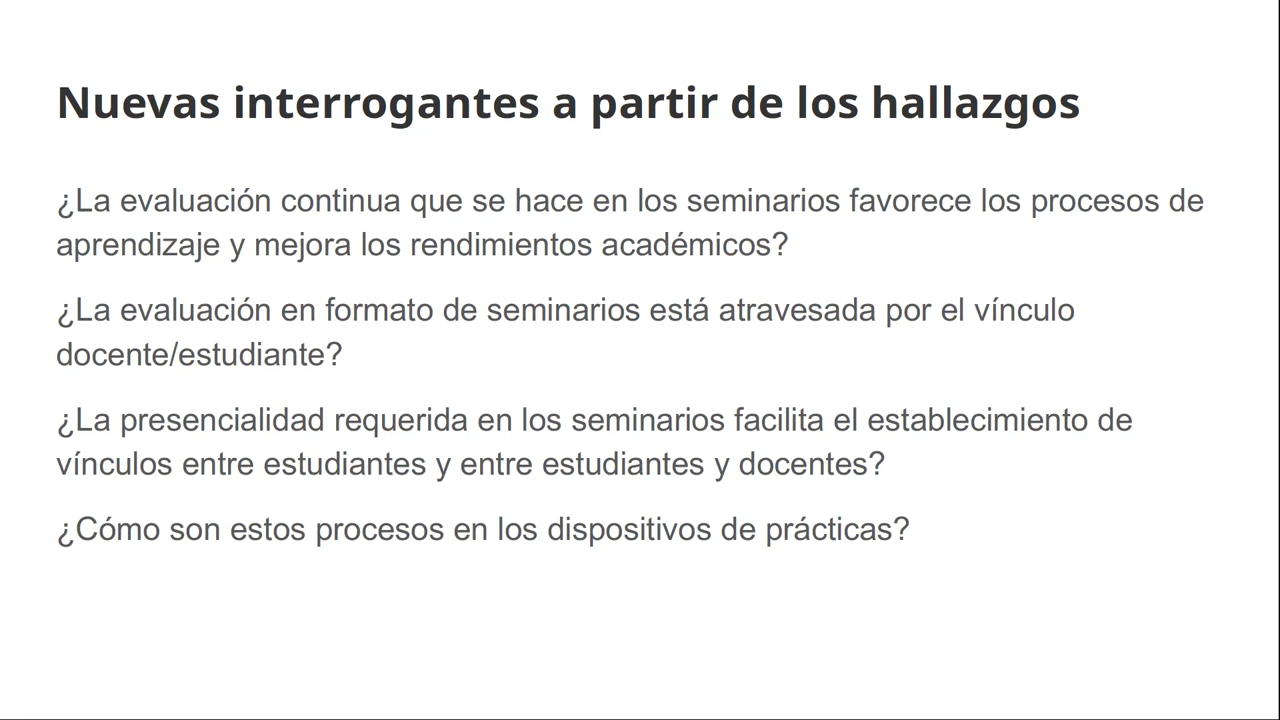 Nuevas interrogantes a partir de los hallazgos
¿La evaluación continua que se hace en los seminarios favorece los procesos de
aprendizaje y mejora los rendimientos académicos?
¿La evaluación en formato de seminarios está atravesada por el vínculo
docente/estudiante?
¿La presencialidad requerida en los seminarios facilita el establecimiento de
vínculos entre estudiantes y entre estudiantes y docentes?
¿Cómo son estos procesos en los dispositivos de prácticas?